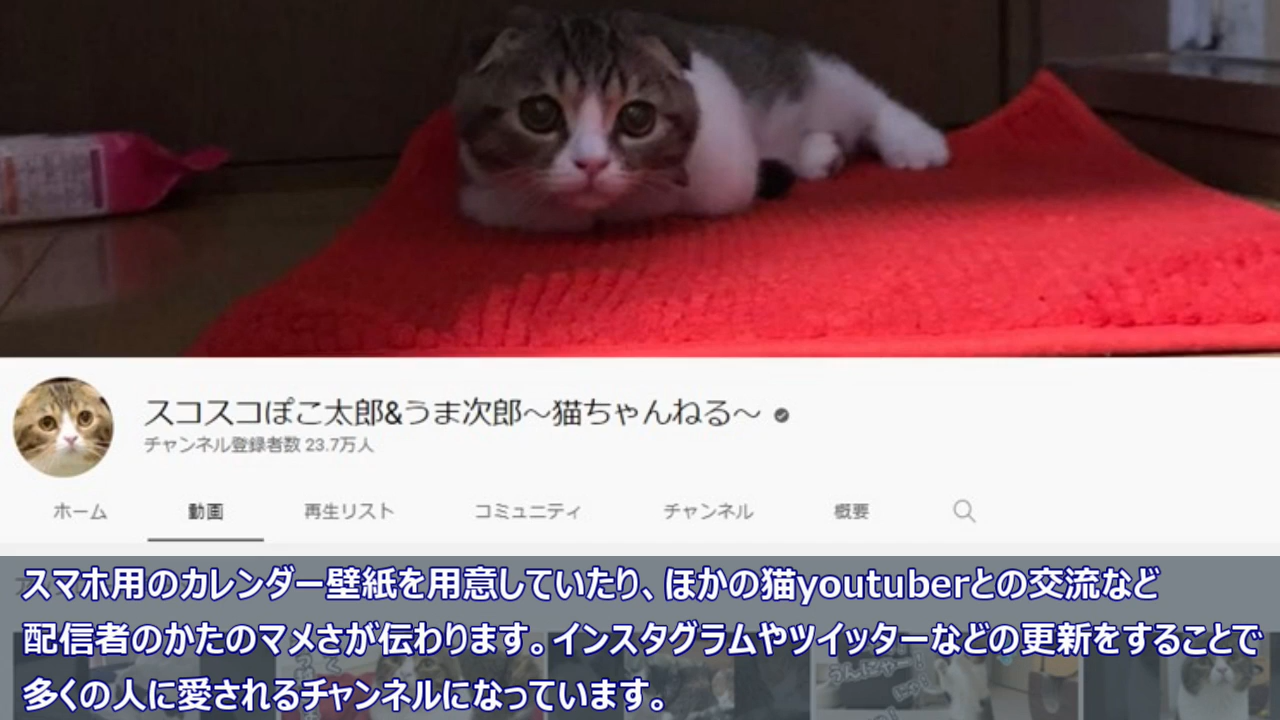 スコスコぽこ太郎&うま次郎～猫ちゃんねる～
チャンネル登録者数 23.7万人
ホーム 動画 再生リスト コミュニティ チャンネル 概要
スマホ用のカレンダー壁紙を用意していたり、ほかの猫youtuberとの交流など
配信者のかたのマメさが伝わります。インスタグラムやツイッターなどの更新をすることで
多くの人に愛されるチャンネルになっています。